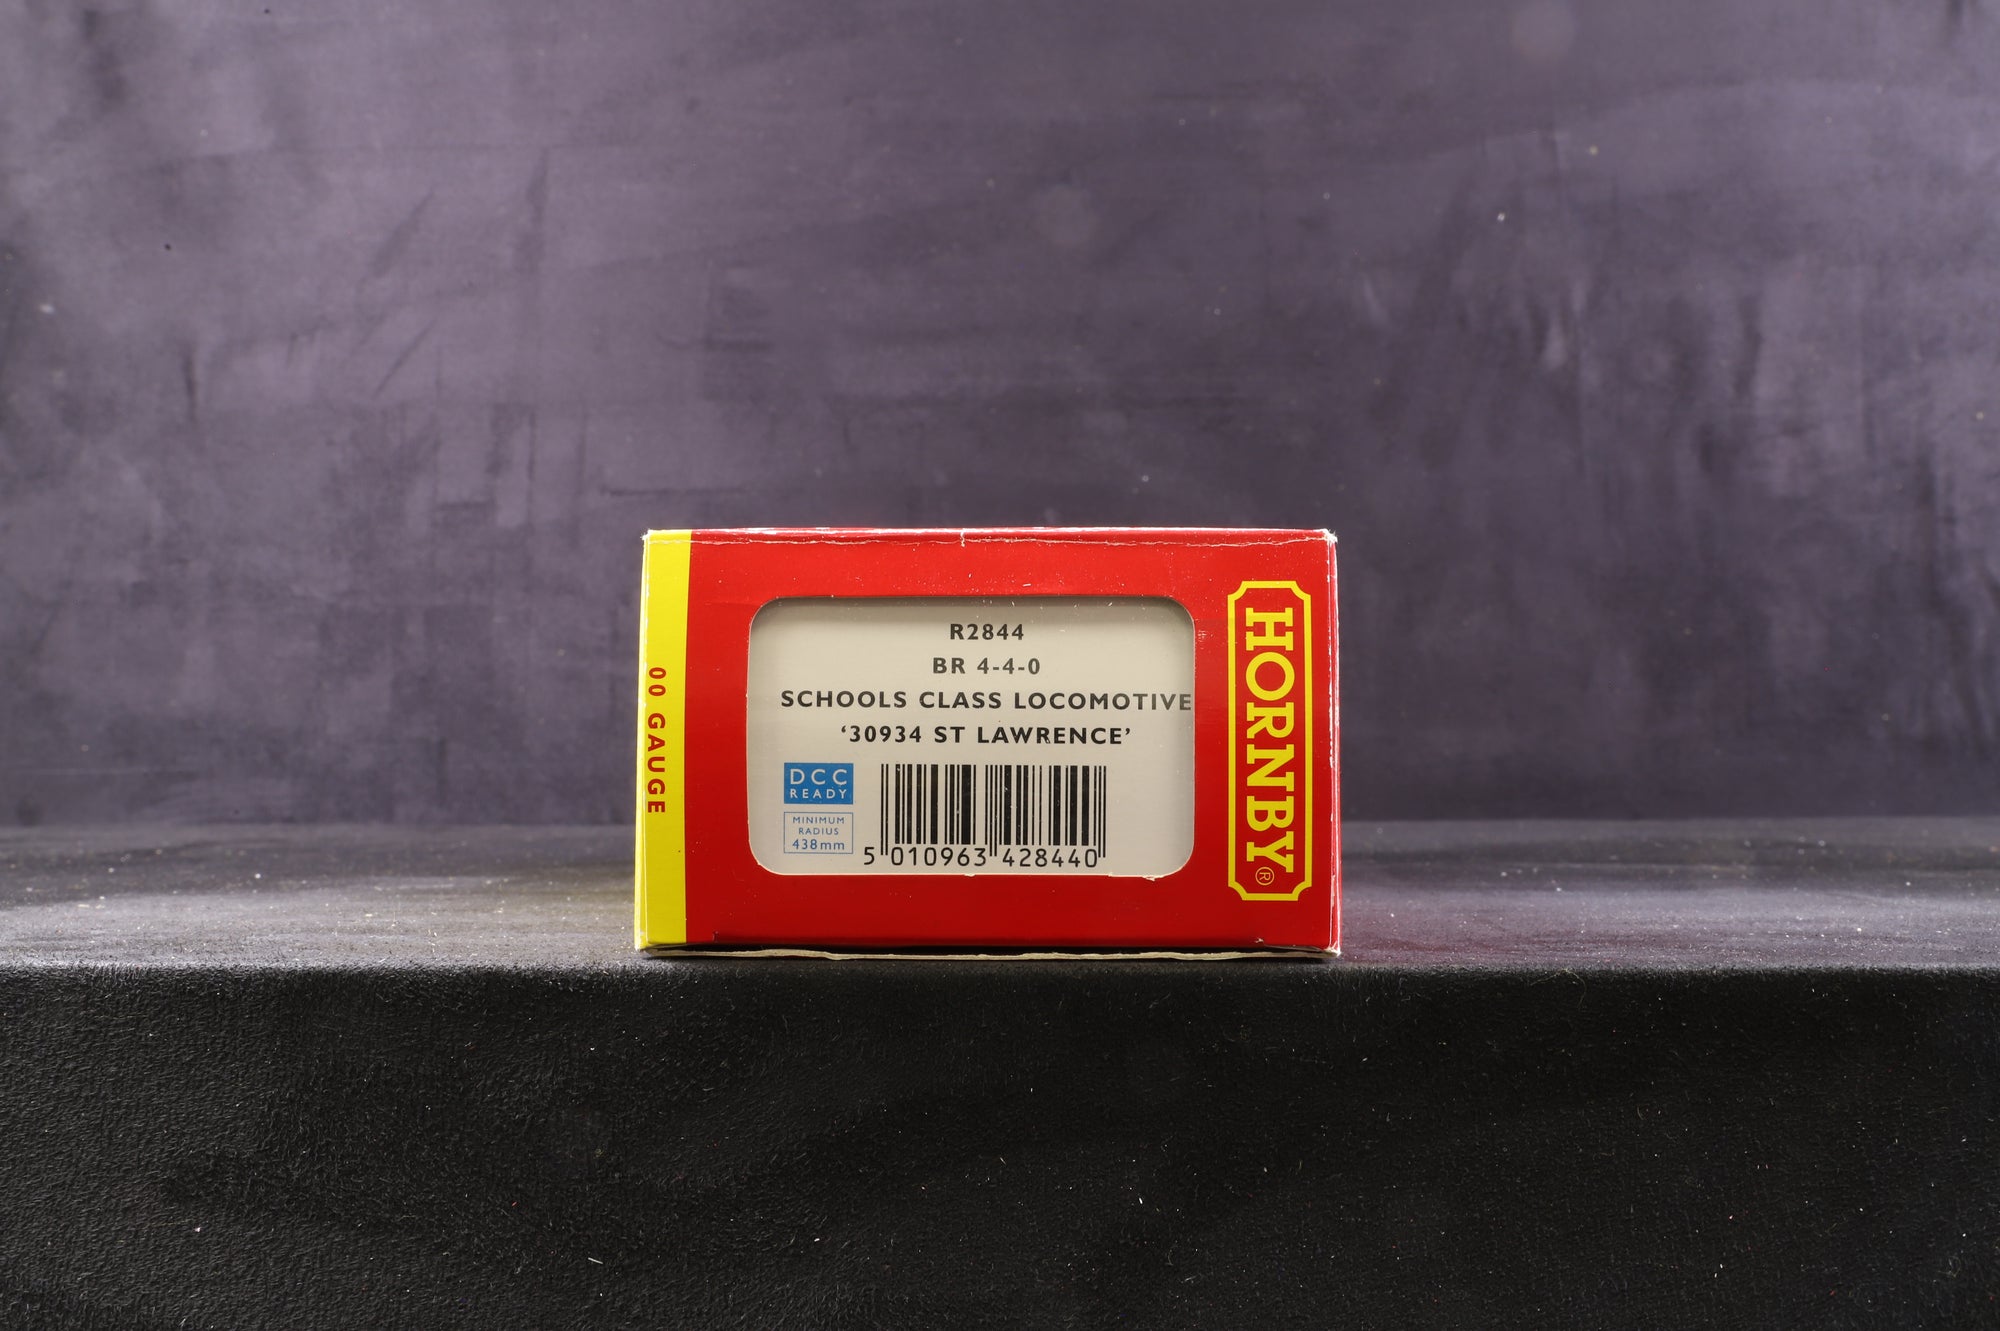 00 GAUGE
R2844
BR 4-4-0
SCHOOLS CLASS LOCOMOTIVE
‘30934 ST LAWRENCE’
DCC
READY
MINIMUM
RADIUS
438mm
5 010963 428440
HORNBY®